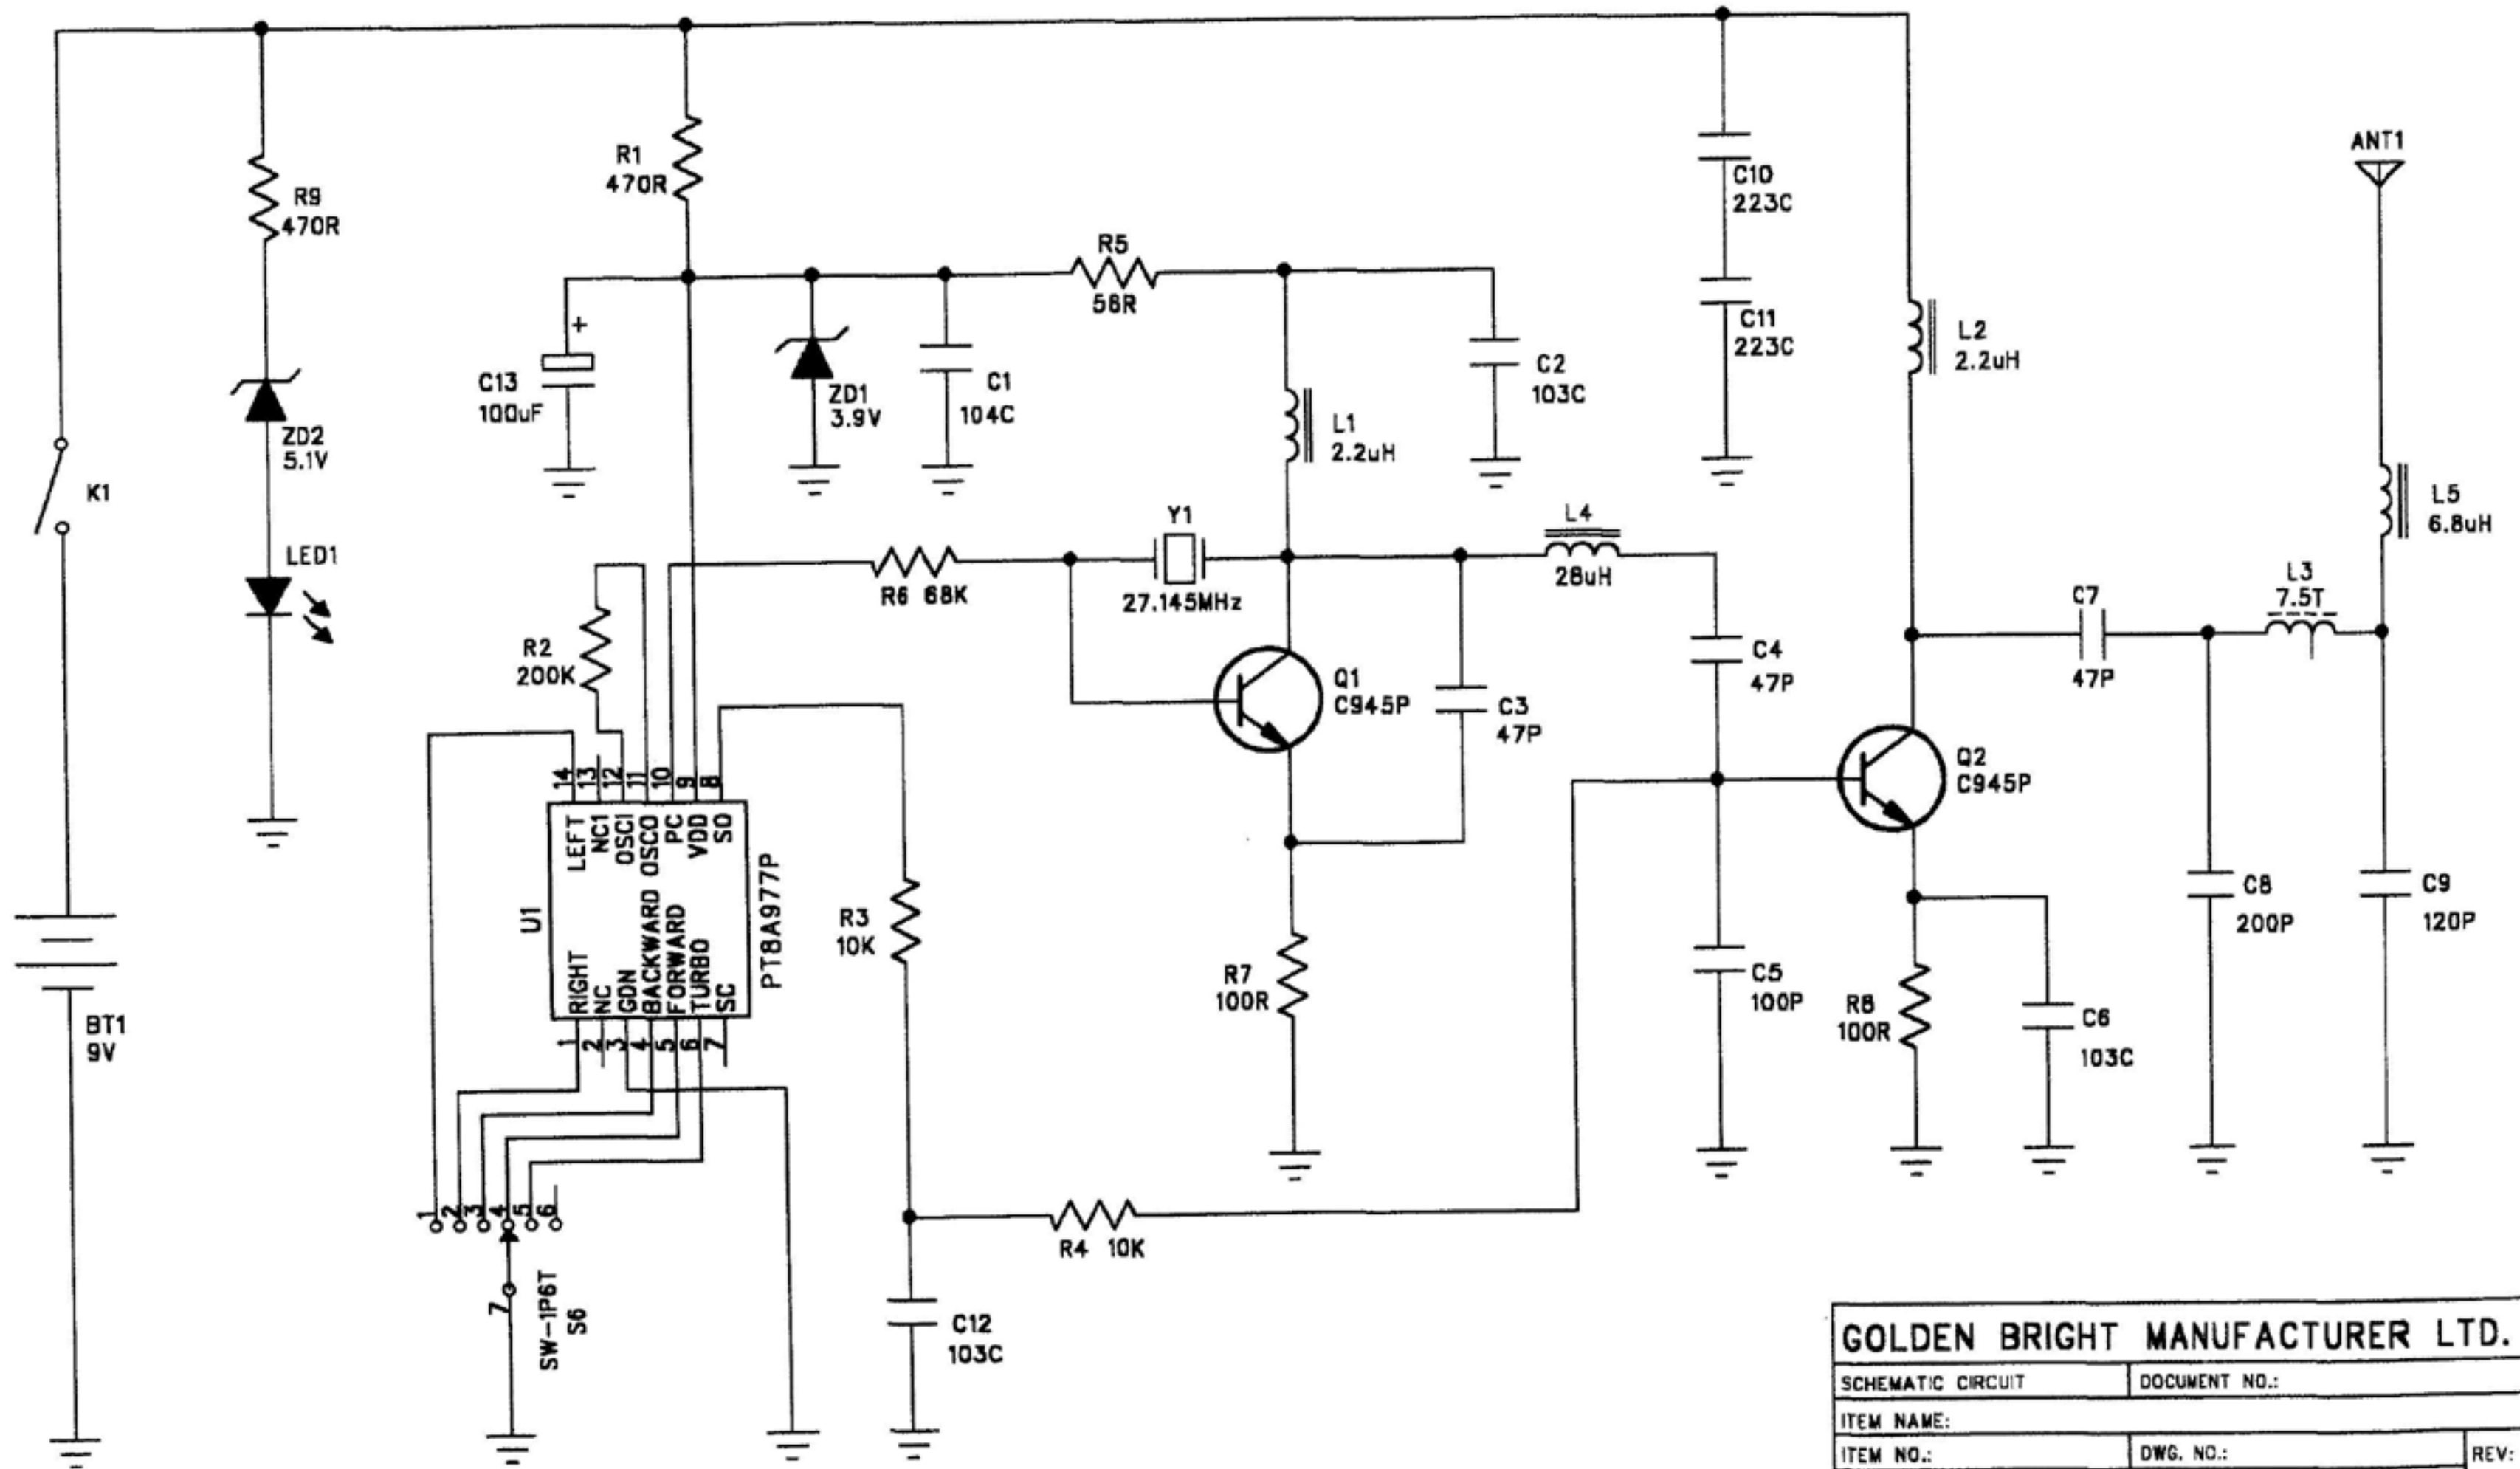 ANT1
R1
470R
C10
223C
R9
470R
R5
56R
C11
223C
L2
2.2uH
+
C13
100uF
ZD1
3.9V
C1
104C
C2
103C
ZD2
5.1V
L1
2.2uH
K1
L5
6.8uH
LED1
Y1
27.145MHz
L4
28uH
R6 68K
L3
7.5T
C7
47P
R2
200K
C4
47P
Q1
C945P
C3
47P
Q2
C945P
14 13 12 11 10 9 8
LEFT NC1 OSCI OSCO PC VDD SO
U1
PT8A977P
RIGHT NC GDN BACKWARD FORWARD TURBO SC
1 2 3 4 5 6 7
R3
10K
C8
200P
C9
120P
R7
100R
C5
100P
R8
100R
C6
103C
BT1
9V
1 2 3 4 5 6
7
SW-1P6T
S6
R4 10K
C12
103C
GOLDEN BRIGHT MANUFACTURER LTD.
SCHEMATIC CIRCUIT
DOCUMENT NO.:
ITEM NAME:
ITEM NO.:
DWG. NO.:
REV: